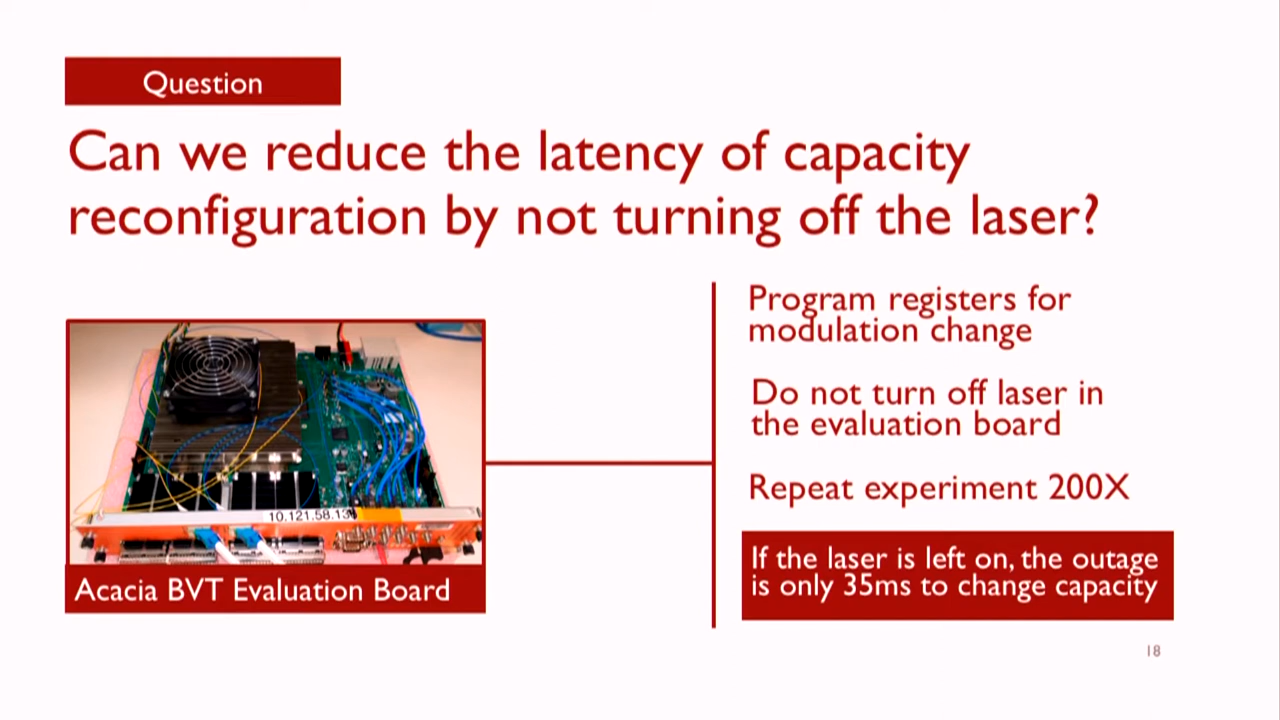 Question
Can we reduce the latency of capacity
reconfiguration by not turning off the laser?
Program registers for
modulation change
Do not turn off laser in
the evaluation board
Repeat experiment 200X
If the laser is left on, the outage
is only 35ms to change capacity
Acacia BVT Evaluation Board
18